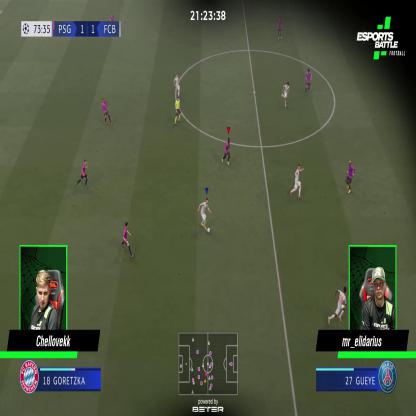 21:23:38
73:35 PSG 1 1 FCB
ESPORTS
BATTLE
FOOTBALL
Chellovekk
mr_elidarius
18 GORETZKA
27 GUEYE
powered by
BETER